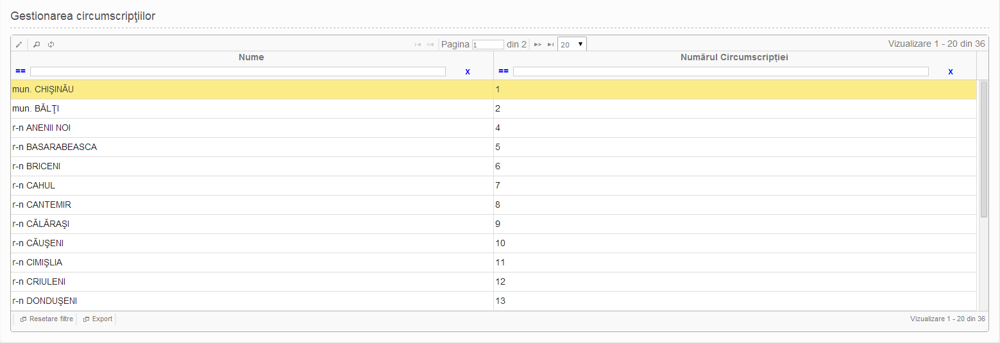 Gestionarea circumscripţiilor
Pagina 1 din 2 20 Vizualizare 1 - 20 din 36
Nume Numărul Circumscripției
== x == x
mun. CHIŞINĂU 1
mun. BĂLŢI 2
r-n ANENII NOI 4
r-n BASARABEASCA 5
r-n BRICENI 6
r-n CAHUL 7
r-n CANTEMIR 8
r-n CĂLĂRAŞI 9
r-n CĂUŞENI 10
r-n CIMIŞLIA 11
r-n CRIULENI 12
r-n DONDUŞENI 13
Resetare filtre Export Vizualizare 1 - 20 din 36